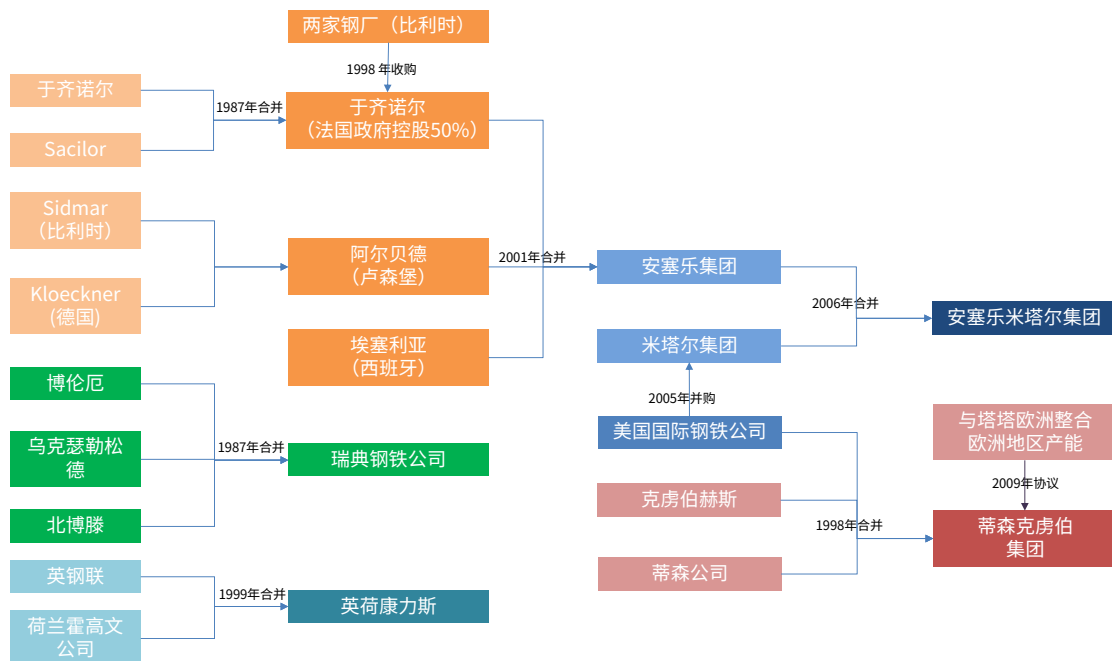 两家钢厂（比利时）
1998 年收购
于齐诺尔
Sacilor
1987年合并
于齐诺尔
（法国政府控股50%）
Sidmar
（比利时）
Kloeckner
(德国)
阿尔贝德
（卢森堡）
埃塞利亚
（西班牙）
2001年合并
安塞乐集团
米塔尔集团
2006年合并
安塞乐米塔尔集团
2005年并购
美国国际钢铁公司
克虏伯赫斯
蒂森公司
1998年合并
与塔塔欧洲整合
欧洲地区产能
2009年协议
蒂森克虏伯
集团
博伦厄
乌克瑟勒松
德
北博滕
1987年合并
瑞典钢铁公司
英钢联
荷兰霍高文
公司
1999年合并
英荷康力斯